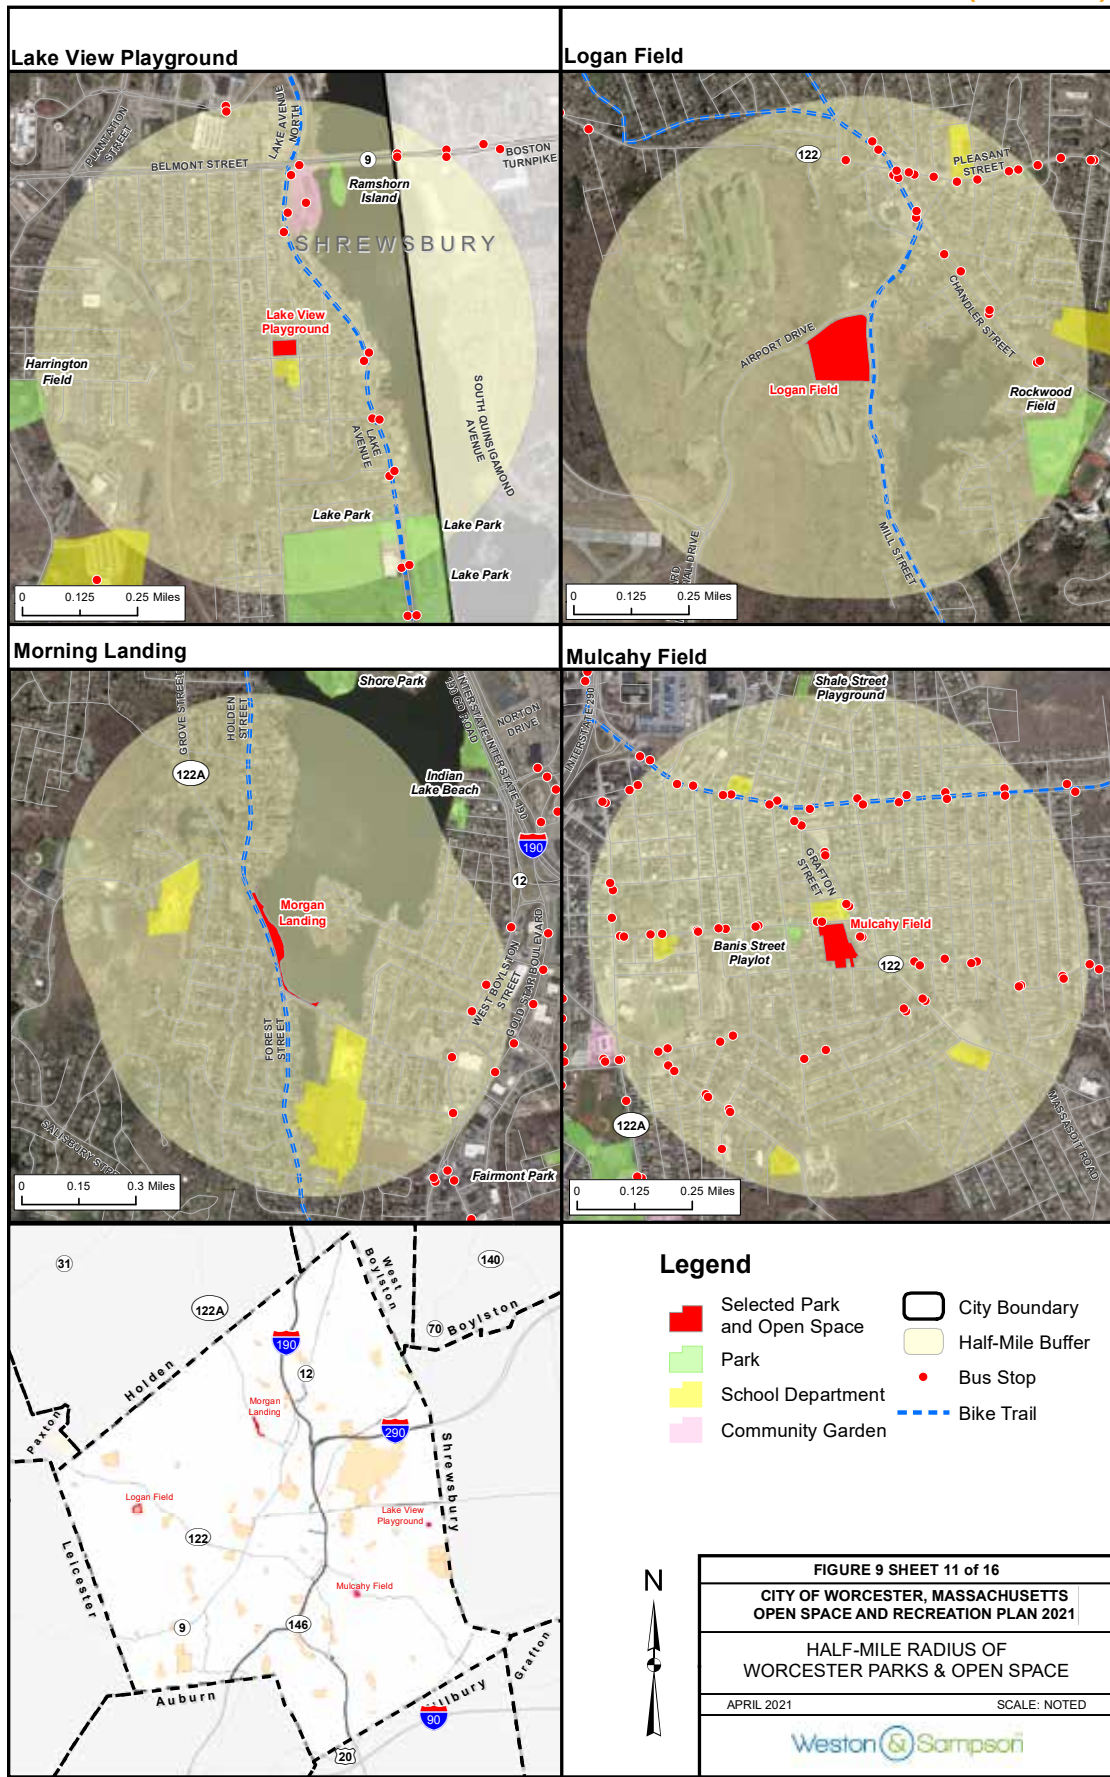 Lake View Playground
PLANTATION
STREET
LAKE AVENUE
NORTH
BELMONT STREET
9
BOSTON
TURNPIKE
Ramshorn
Island
SHREWSBURY
Lake View
Playground
Harrington
Field
LAKE
AVENUE
SOUTH QUINSIGAMOND
AVENUE
Lake Park
Lake Park
Lake Park
0 0.125 0.25 Miles
Logan Field
122
PLEASANT
STREET
CHANDLER STREET
AIRPORT DRIVE
Logan Field
Rockwood
Field
MILL STREET
0 0.125 0.25 Miles
Morning Landing
GROVE STREET
HOLDEN
STREET
122A
Shore Park
INTERSTATE 190
NORTON
DRIVE
Indian
Lake Beach
190
12
Morgan
Landing
WEST BOYLSTON
STREET
GOLD STAR BOULEVARD
FOREST
STREET
Fairmont Park
0 0.15 0.3 Miles
Mulcahy Field
INTERSTATE 290
Shale Street
Playground
GRAFTON
STREET
Mulcahy Field
Banis Street
Playlot
122
122A
MASSASOIT ROAD
0 0.125 0.25 Miles
31
122A
West
Boylston
140
70
Boylston
Holden
190
12
Morgan
Landing
Paxton
290
Shrewsbury
Logan Field
Lake View
Playground
122
Leicester
Mulcahy Field
9
146
Auburn
Grafton
90
20
Legend
Selected Park
and Open Space
Park
School Department
Community Garden
City Boundary
Half-Mile Buffer
Bus Stop
Bike Trail
N
FIGURE 9 SHEET 11 of 16
CITY OF WORCESTER, MASSACHUSETTS
OPEN SPACE AND RECREATION PLAN 2021
HALF-MILE RADIUS OF
WORCESTER PARKS & OPEN SPACE
APRIL 2021 SCALE: NOTED
Weston & Sampson